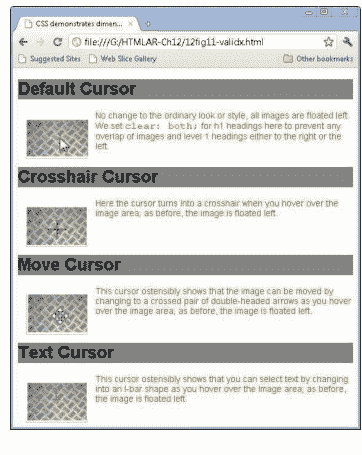 CSS demonstrates dimen...
file:///G:/HTMLAR-Ch12/12fig11-validx.html
Suggested Sites Web Slice Gallery Other bookmarks
Default Cursor
No change to the ordinary look or style, all images are floated left.
We set clear: both; for h1 headings here to prevent any
overlap of images and level 1 headings either to the right or the
left.
Crosshair Cursor
Here the cursor turns into a crosshair when you hover over the
image area; as before, the image is floated left.
Move Cursor
This cursor ostensibly shows that the image can be moved by
changing to a crossed pair of double-headed arrows as you hover
over the image area; as before, the image is floated left.
Text Cursor
This cursor ostensibly shows that you can select text by changing
into an I-bar shape as you hover over the image area; as before,
the image is floated left.